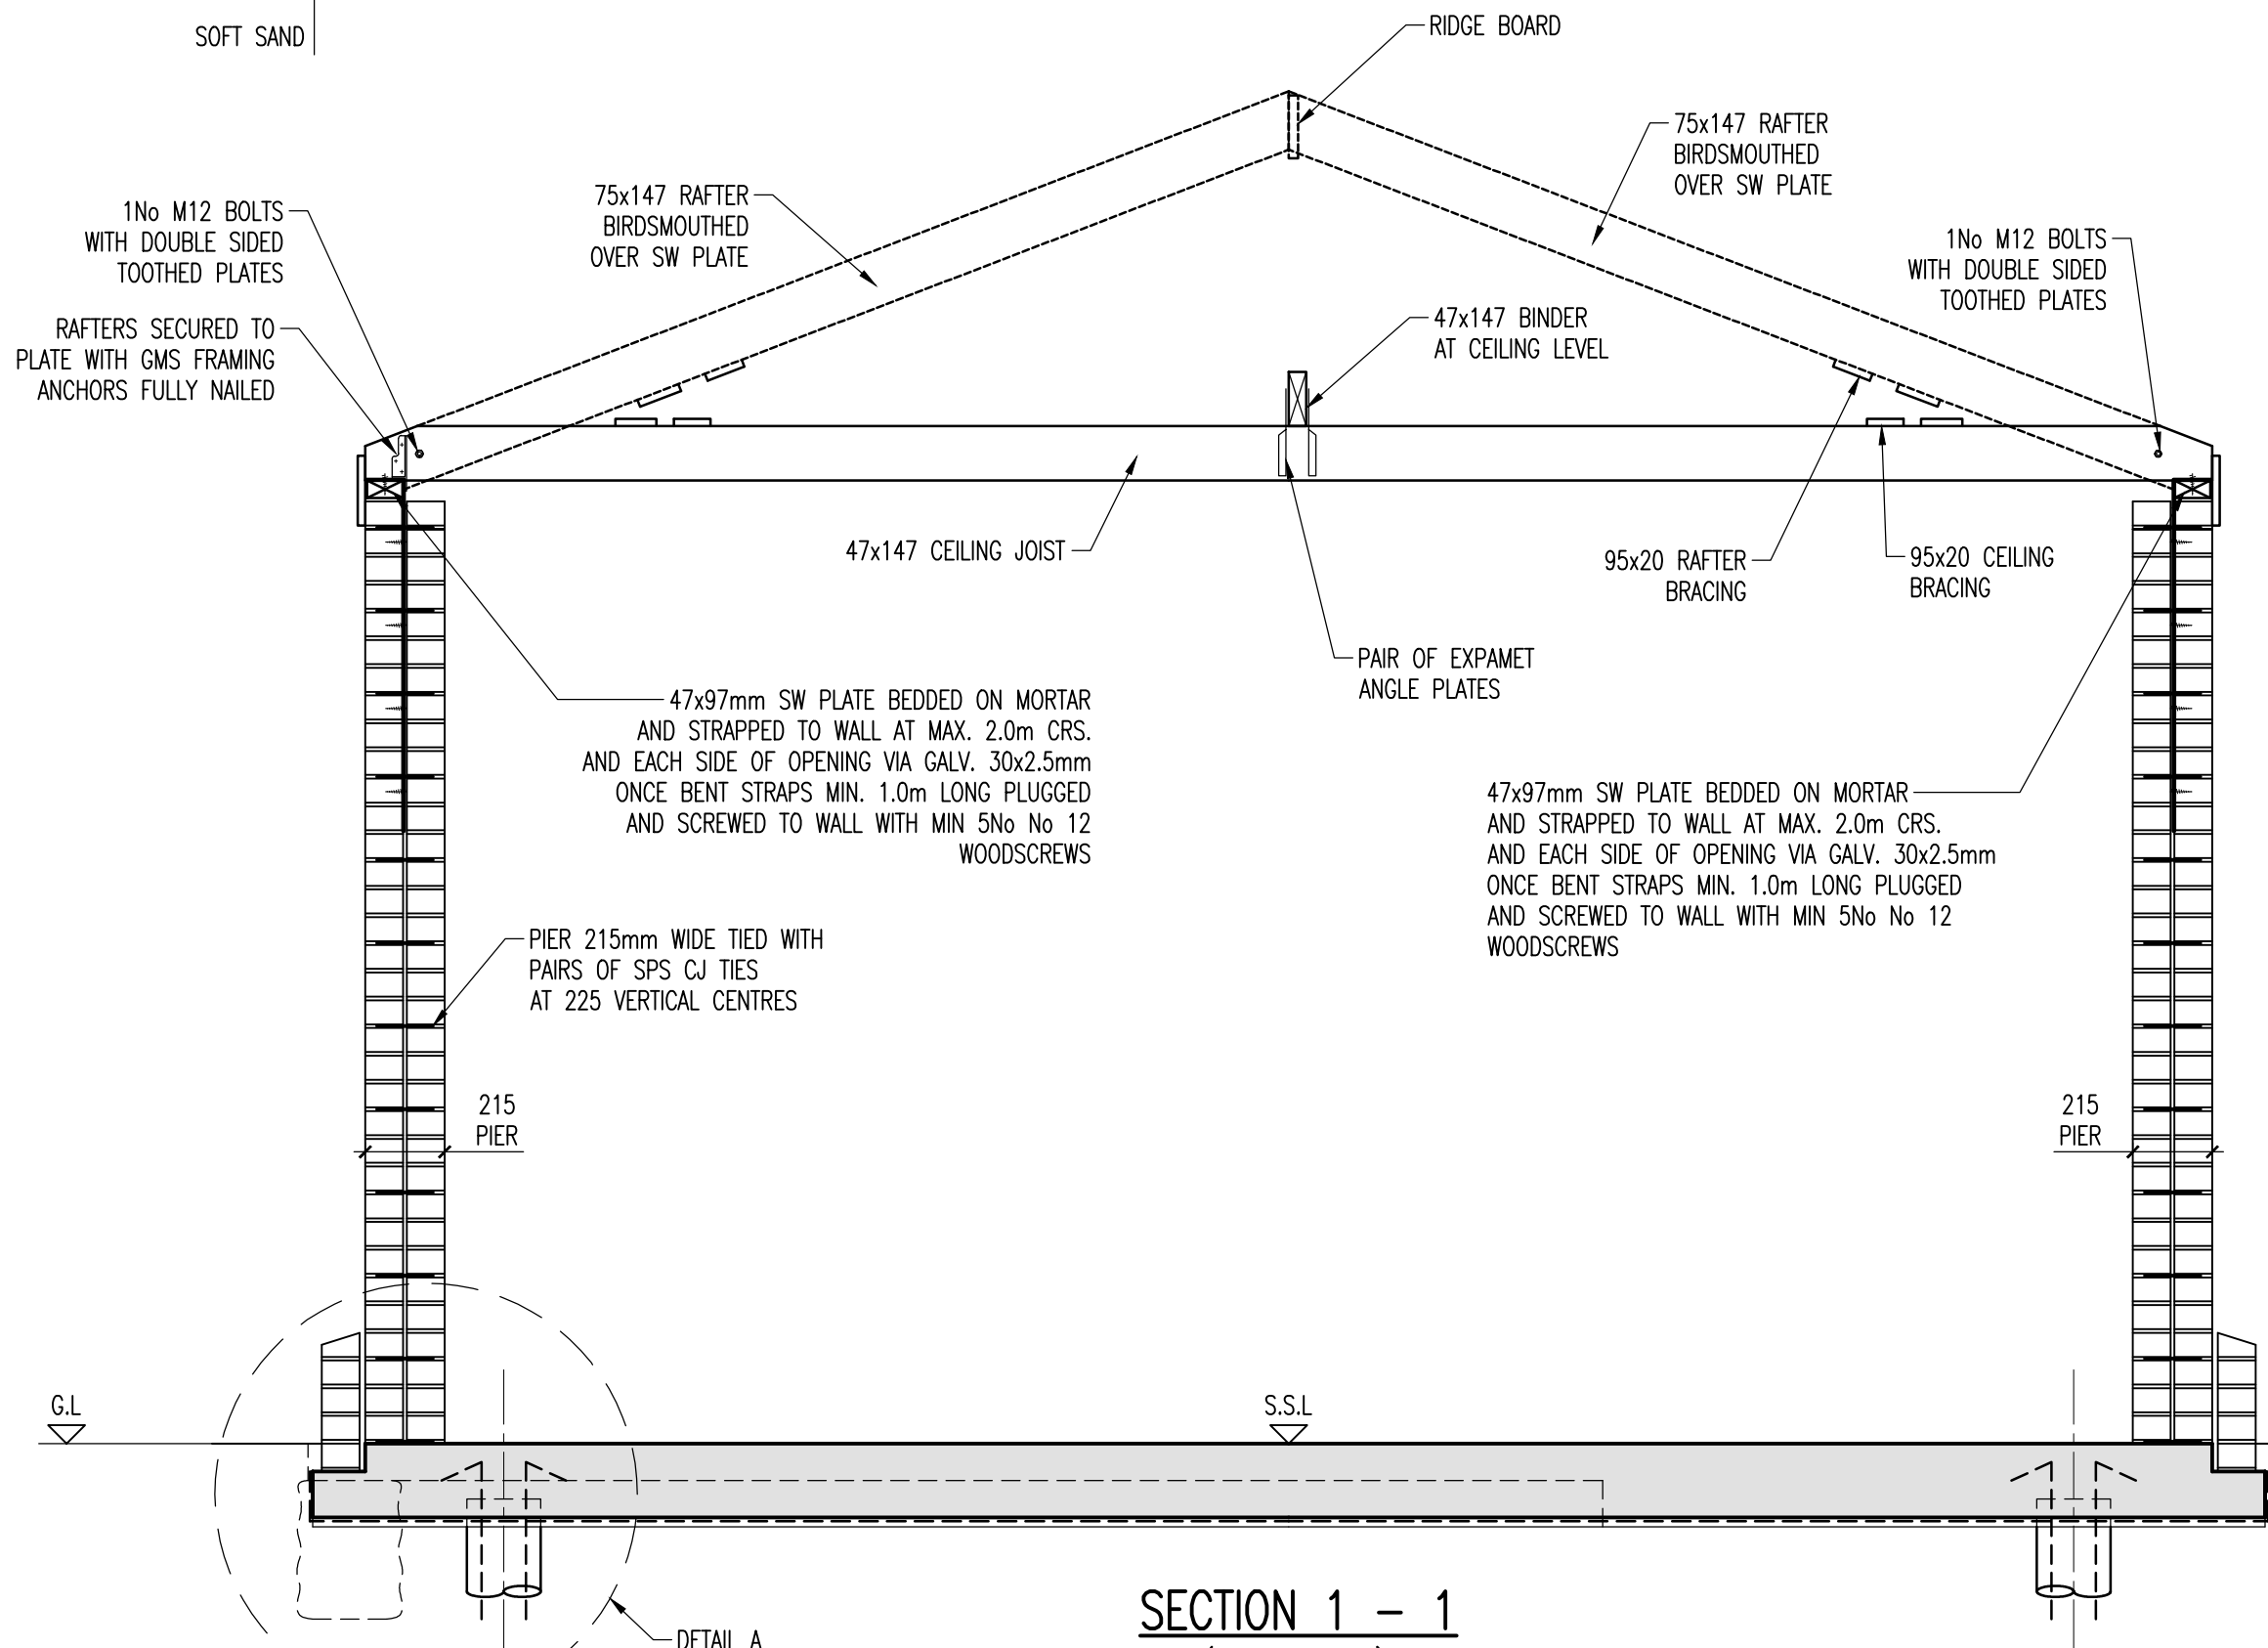 SOFT SAND
RIDGE BOARD
75x147 RAFTER
BIRDSMOUTHED
OVER SW PLATE
75x147 RAFTER
BIRDSMOUTHED
OVER SW PLATE
1No M12 BOLTS
WITH DOUBLE SIDED
TOOTHED PLATES
1No M12 BOLTS
WITH DOUBLE SIDED
TOOTHED PLATES
RAFTERS SECURED TO
PLATE WITH GMS FRAMING
ANCHORS FULLY NAILED
47x147 BINDER
AT CEILING LEVEL
47x147 CEILING JOIST
95x20 RAFTER
BRACING
95x20 CEILING
BRACING
PAIR OF EXPAMET
ANGLE PLATES
47x97mm SW PLATE BEDDED ON MORTAR
AND STRAPPED TO WALL AT MAX. 2.0m CRS.
AND EACH SIDE OF OPENING VIA GALV. 30x2.5mm
ONCE BENT STRAPS MIN. 1.0m LONG PLUGGED
AND SCREWED TO WALL WITH MIN 5No No 12
WOODSCREWS
47x97mm SW PLATE BEDDED ON MORTAR
AND STRAPPED TO WALL AT MAX. 2.0m CRS.
AND EACH SIDE OF OPENING VIA GALV. 30x2.5mm
ONCE BENT STRAPS MIN. 1.0m LONG PLUGGED
AND SCREWED TO WALL WITH MIN 5No No 12
WOODSCREWS
PIER 215mm WIDE TIED WITH
PAIRS OF SPS CJ TIES
AT 225 VERTICAL CENTRES
215
PIER
215
PIER
G.L
S.S.L
SECTION 1 - 1
DETAIL A